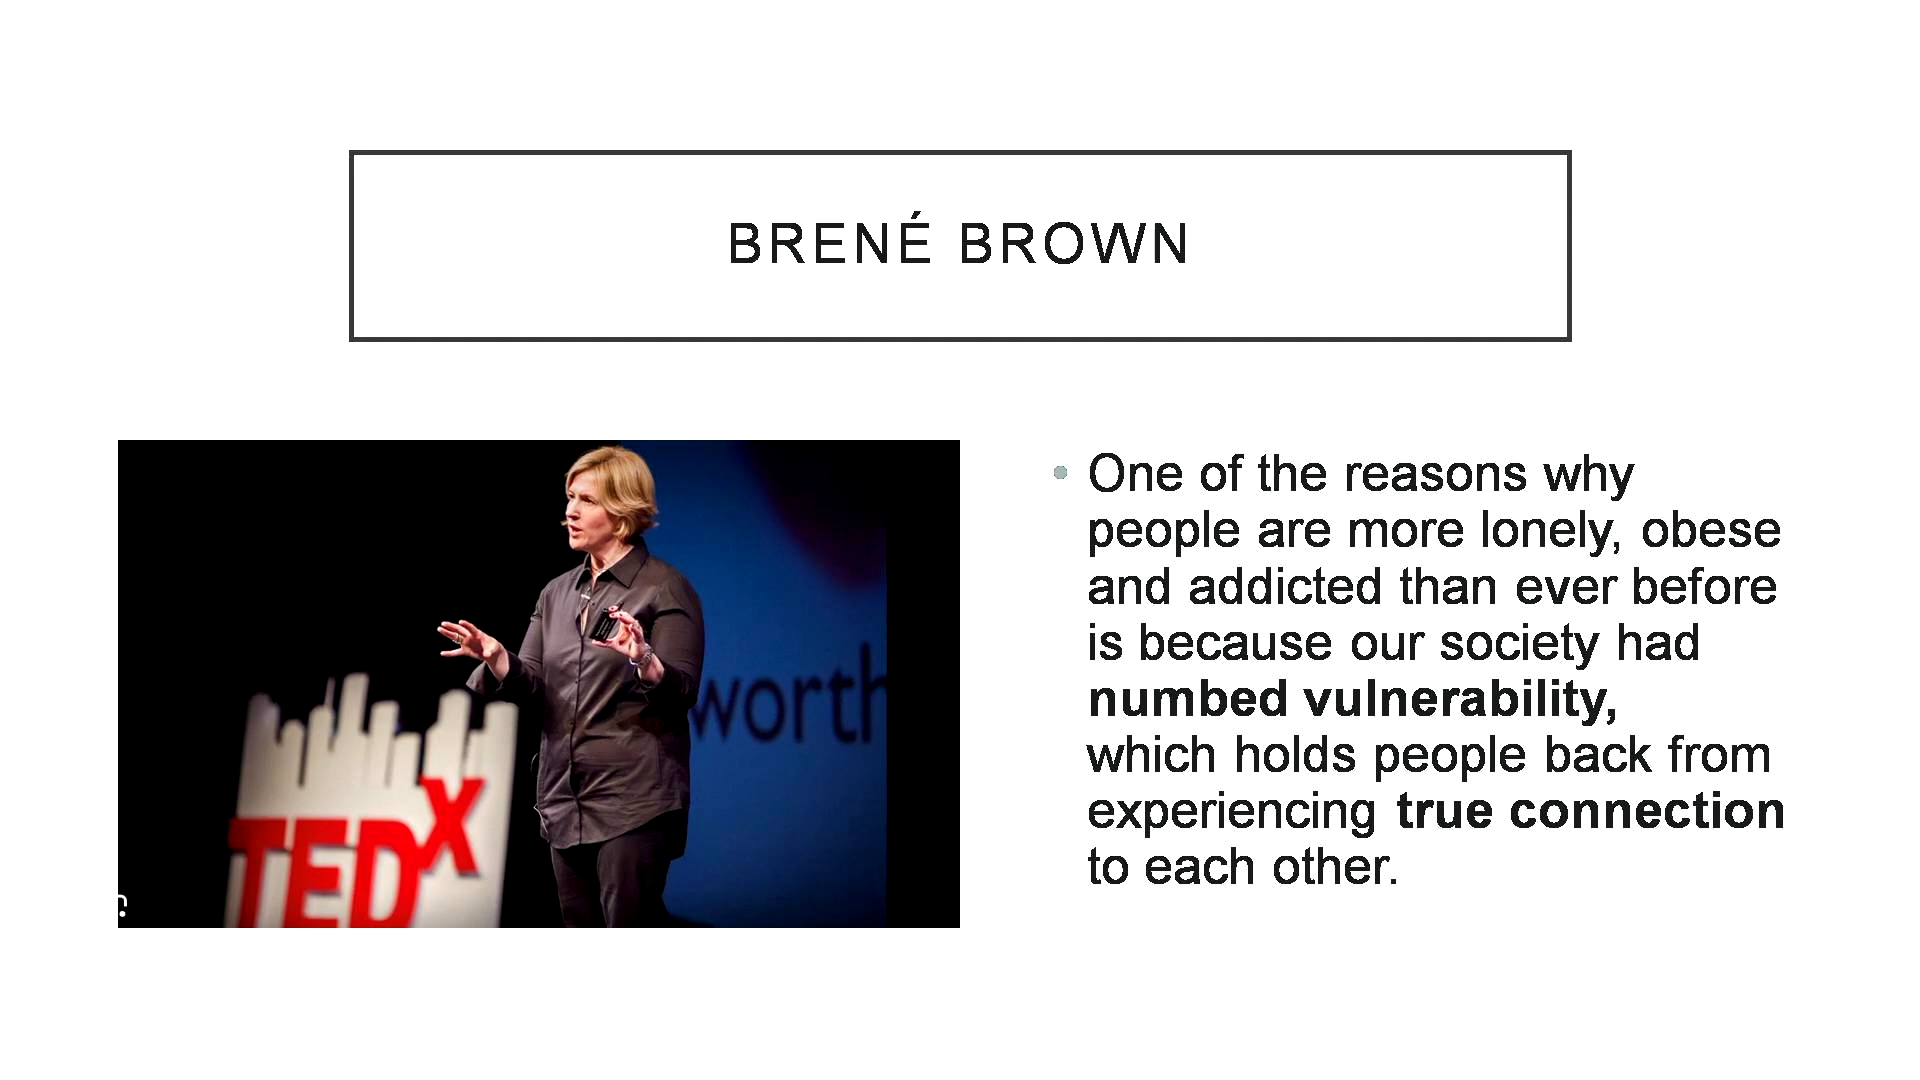 BRENÉ BROWN
worth
TEDx
• One of the reasons why
people are more lonely, obese
and addicted than ever before
is because our society had
numbed vulnerability,
which holds people back from
experiencing true connection
to each other.